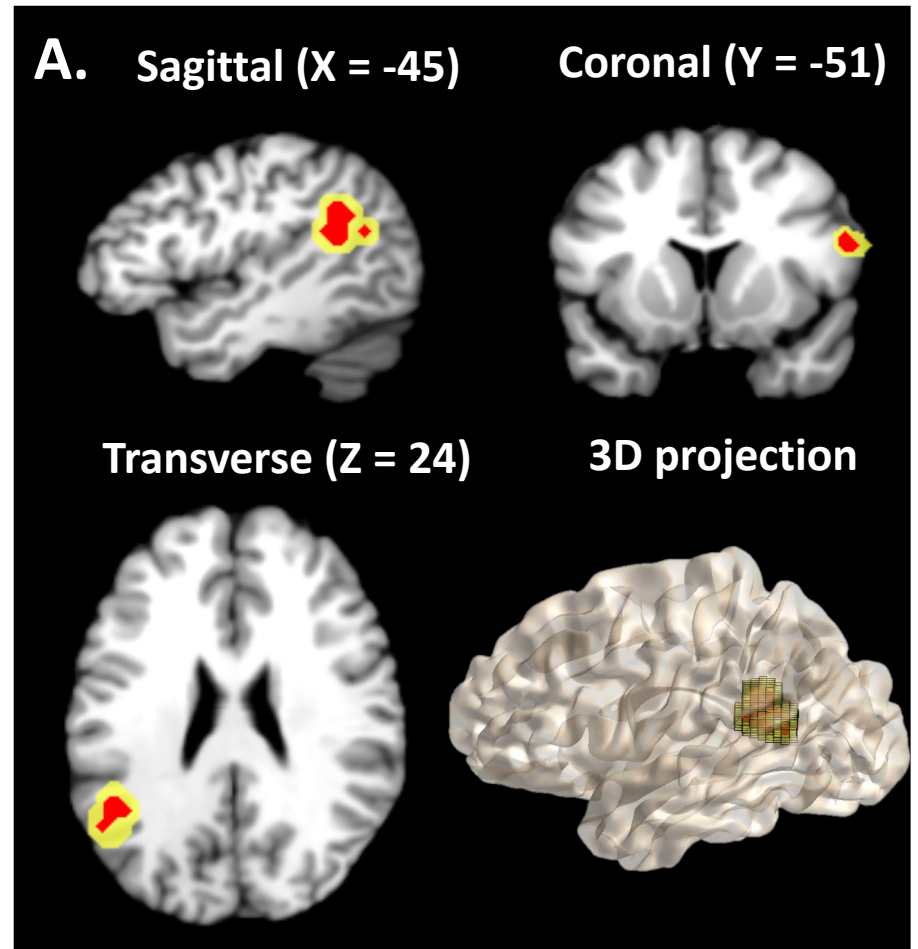 A. Sagittal (X = -45) Coronal (Y = -51)
Transverse (Z = 24) 3D projection